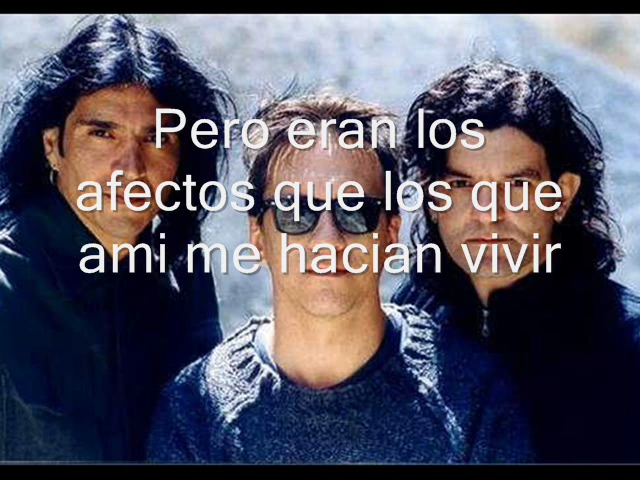 Pero eran los
afectos que los que
ami me hacian vivir